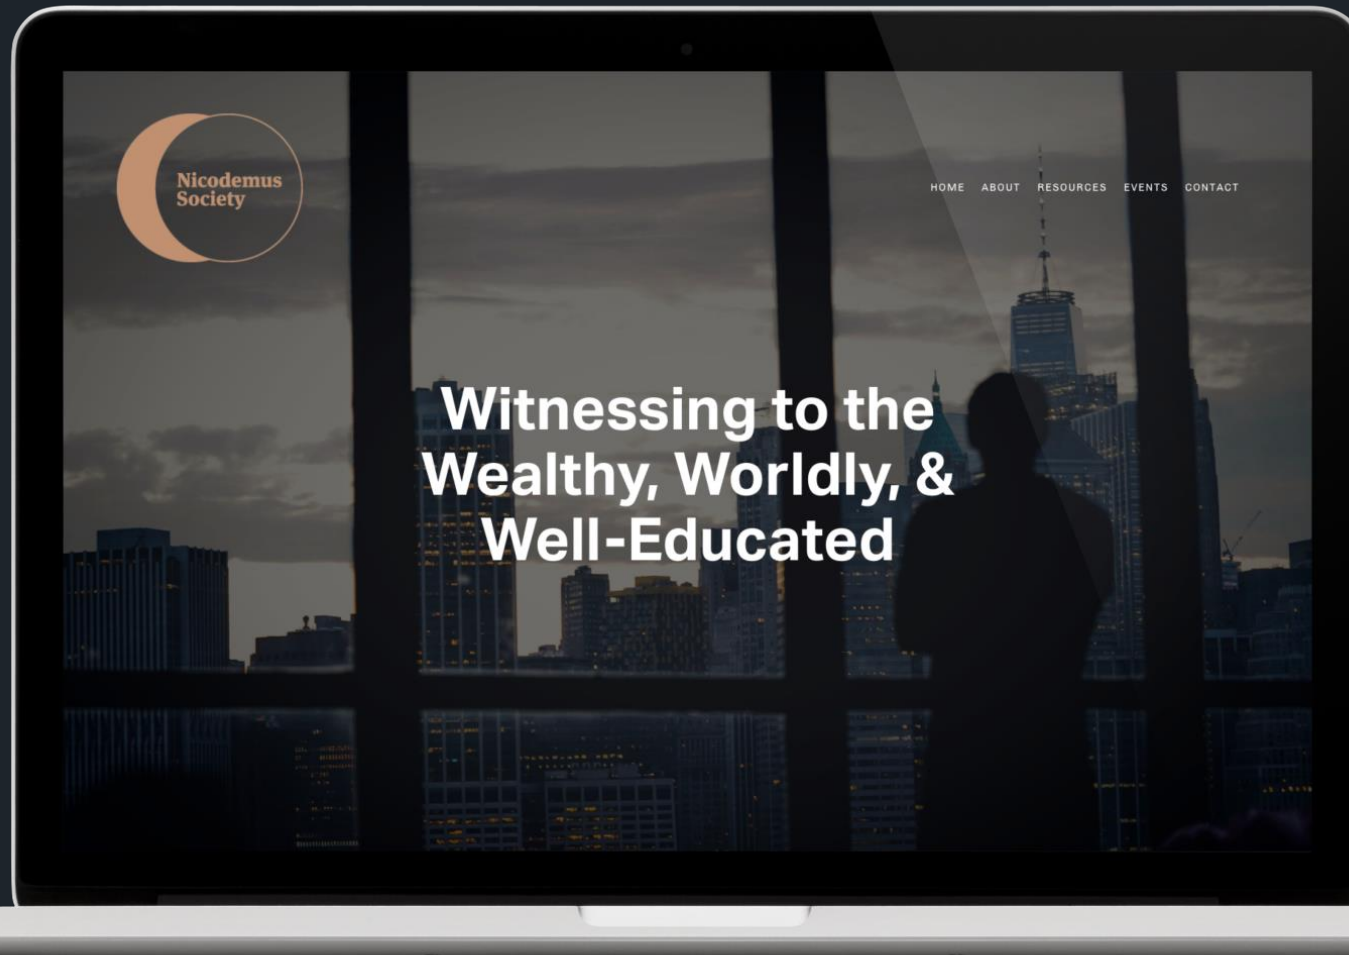 Nicodemus
Society
HOME ABOUT RESOURCES EVENTS CONTACT
Witnessing to the
Wealthy, Worldly, &
Well-Educated